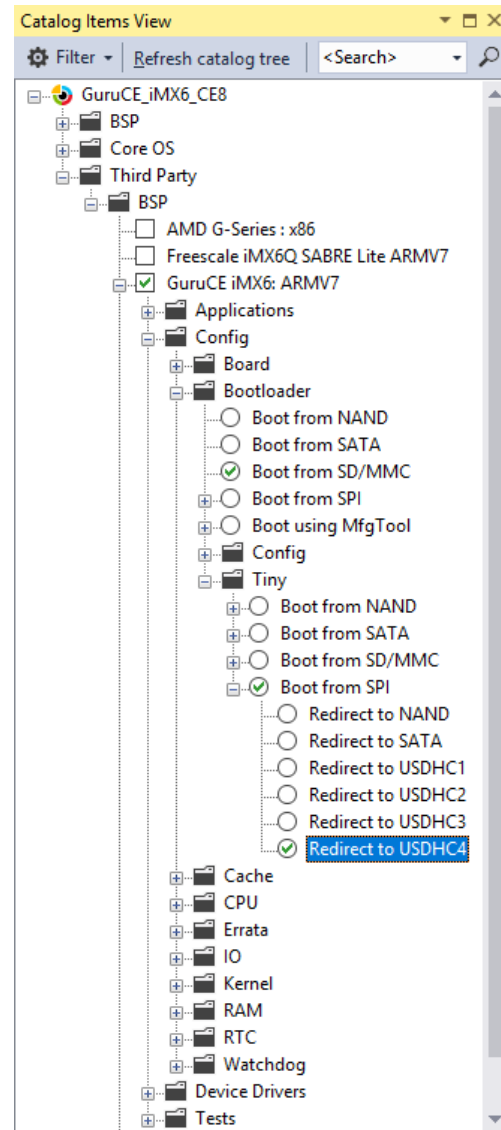 Catalog Items View
Filter Refresh catalog tree <Search>
GuruCE_iMX6_CE8
BSP
Core OS
Third Party
BSP
AMD G-Series : x86
Freescale iMX6Q SABRE Lite ARMV7
GuruCE iMX6: ARMV7
Applications
Config
Board
Bootloader
Boot from NAND
Boot from SATA
Boot from SD/MMC
Boot from SPI
Boot using MfgTool
Config
Tiny
Boot from NAND
Boot from SATA
Boot from SD/MMC
Boot from SPI
Redirect to NAND
Redirect to SATA
Redirect to USDHC1
Redirect to USDHC2
Redirect to USDHC3
Redirect to USDHC4
Cache
CPU
Errata
IO
Kernel
RAM
RTC
Watchdog
Device Drivers
Tests